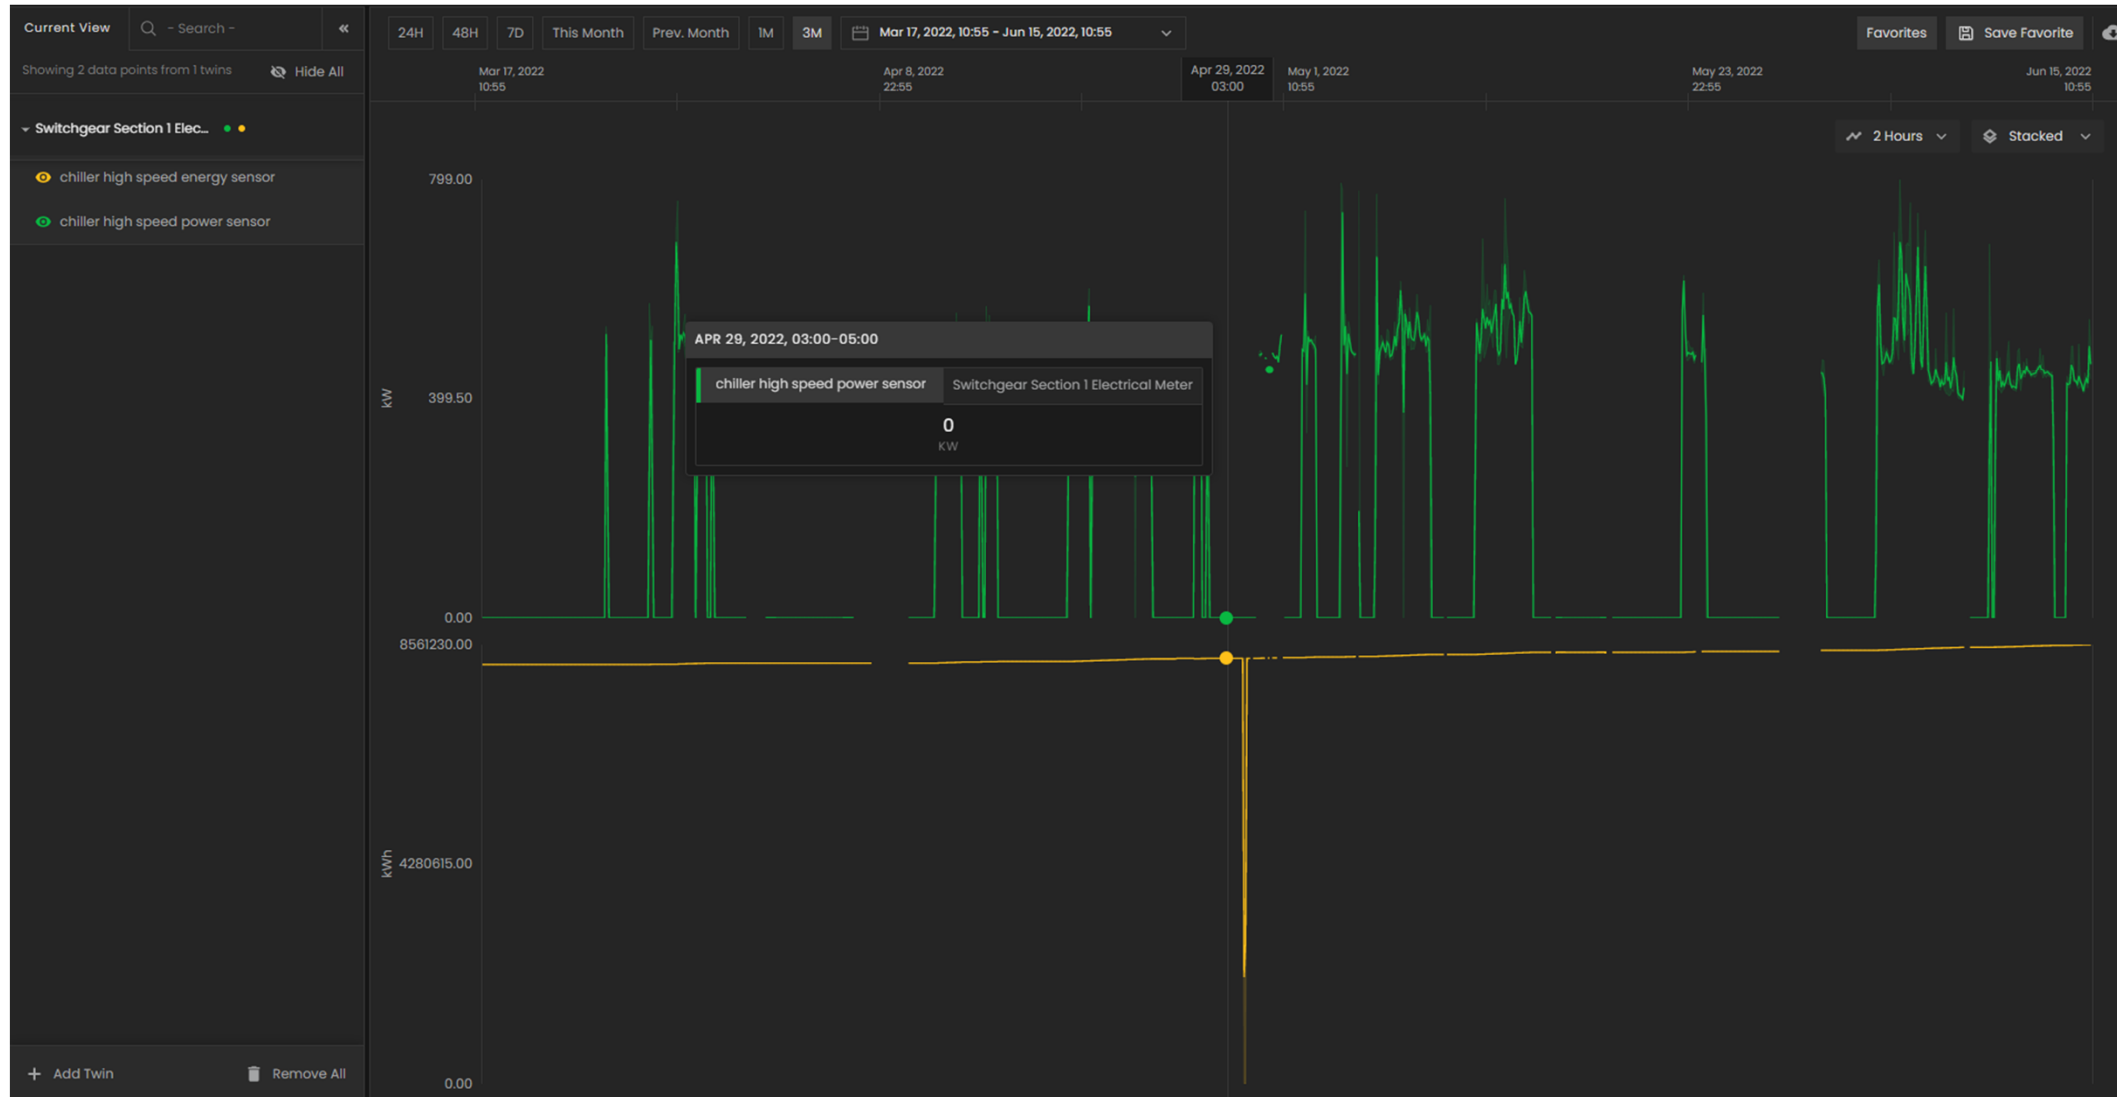 Current View
- Search -
«
24H
48H
7D
This Month
Prev. Month
1M
3M
Mar 17, 2022, 10:55 - Jun 15, 2022, 10:55
Favorites
Save Favorite
Showing 2 data points from 1 twins
Hide All
Mar 17, 2022
10:55
Apr 8, 2022
22:55
Apr 29, 2022
03:00
May 1, 2022
10:55
May 23, 2022
22:55
Jun 15, 2022
10:55
Switchgear Section 1 Elec...
2 Hours
Stacked
chiller high speed energy sensor
chiller high speed power sensor
799.00
kW
399.50
0.00
APR 29, 2022, 03:00-05:00
chiller high speed power sensor
Switchgear Section 1 Electrical Meter
0
KW
8561230.00
kWh
4280615.00
0.00
+ Add Twin
Remove All